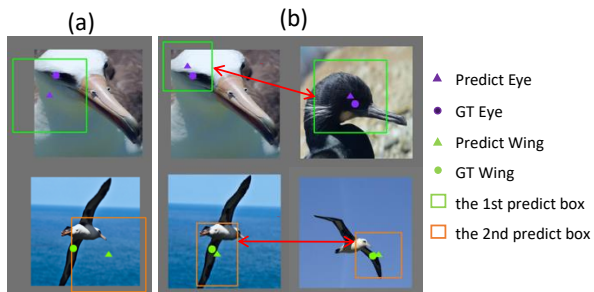 (a)
(b)
Predict Eye
GT Eye
Predict Wing
GT Wing
the 1st predict box
the 2nd predict box